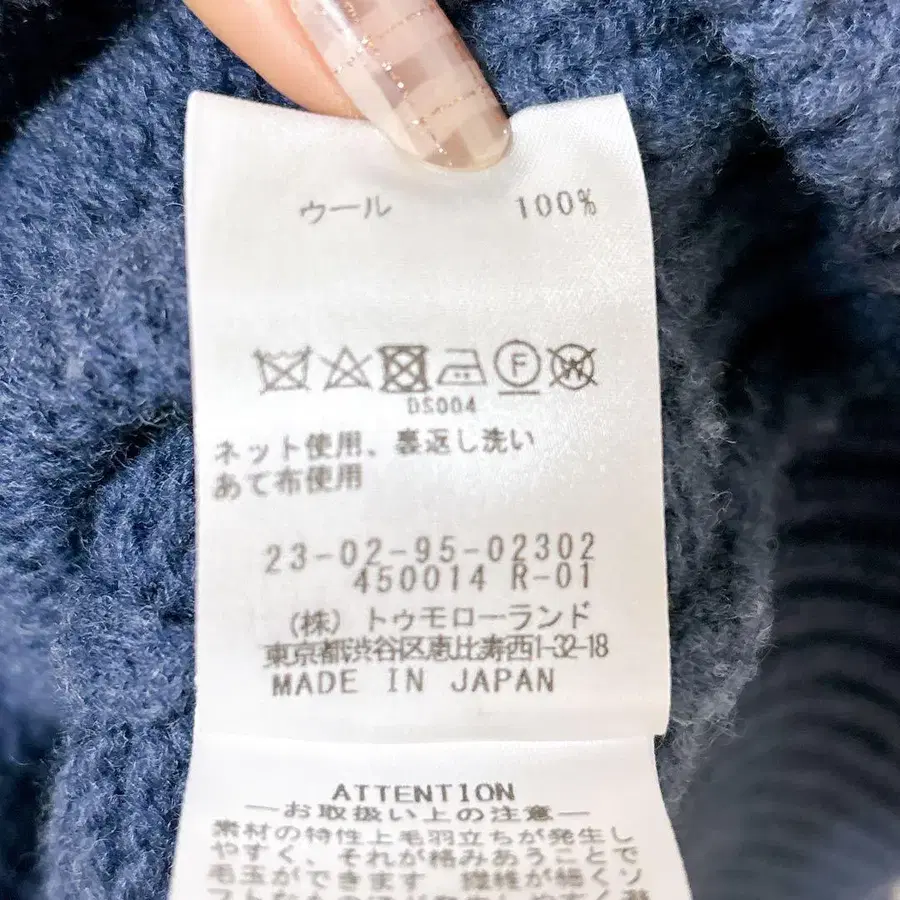 ウール 100%
F W
DS004
ネット使用、裏返し洗い
あて布使用
23-02-95-02302
450014 R-01
(株) トゥモローランド
東京都渋谷区恵比寿西1-32-18
MADE IN JAPAN
ATTENTION
―お取扱い上の注意―
素材の特性上毛羽立ちが発生し
やすく、それが絡みあうことで
毛玉ができます 繊維が細くソ